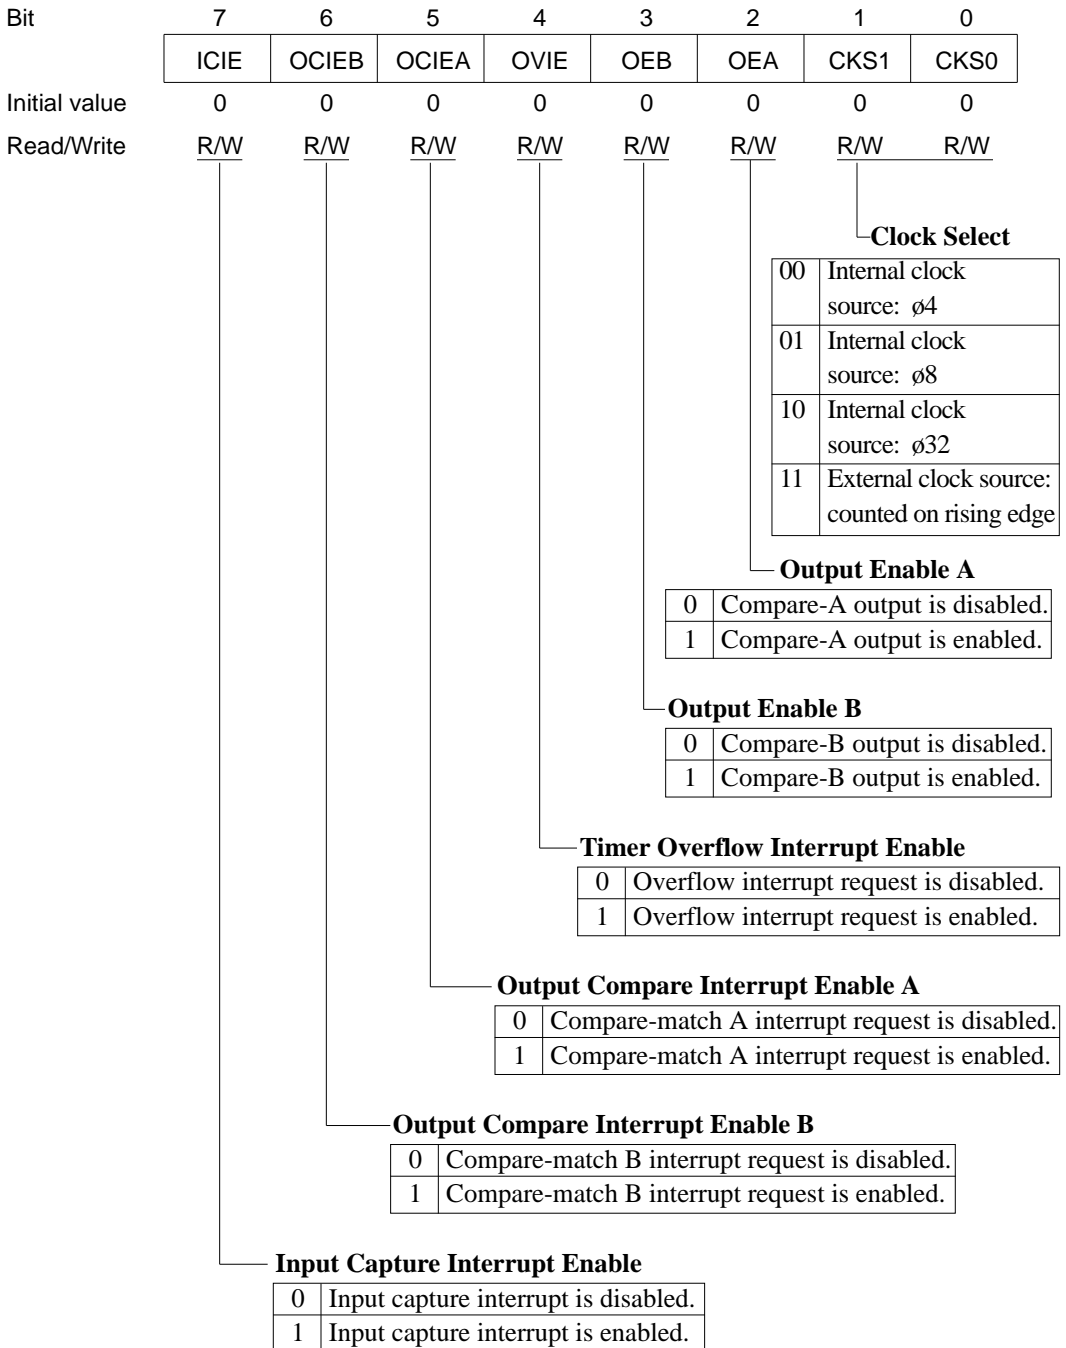 Bit 7 6 5 4 3 2 1 0
ICIE OCIEB OCIEA OVIE OEB OEA CKS1 CKS0
Initial value 0 0 0 0 0 0 0 0
Read/Write R/W R/W R/W R/W R/W R/W R/W R/W
Clock Select
00 Internal clock
source: ø4
01 Internal clock
source: ø8
10 Internal clock
source: ø32
11 External clock source:
counted on rising edge
Output Enable A
0 Compare-A output is disabled.
1 Compare-A output is enabled.
Output Enable B
0 Compare-B output is disabled.
1 Compare-B output is enabled.
Timer Overflow Interrupt Enable
0 Overflow interrupt request is disabled.
1 Overflow interrupt request is enabled.
Output Compare Interrupt Enable A
0 Compare-match A interrupt request is disabled.
1 Compare-match A interrupt request is enabled.
Output Compare Interrupt Enable B
0 Compare-match B interrupt request is disabled.
1 Compare-match B interrupt request is enabled.
Input Capture Interrupt Enable
0 Input capture interrupt is disabled.
1 Input capture interrupt is enabled.